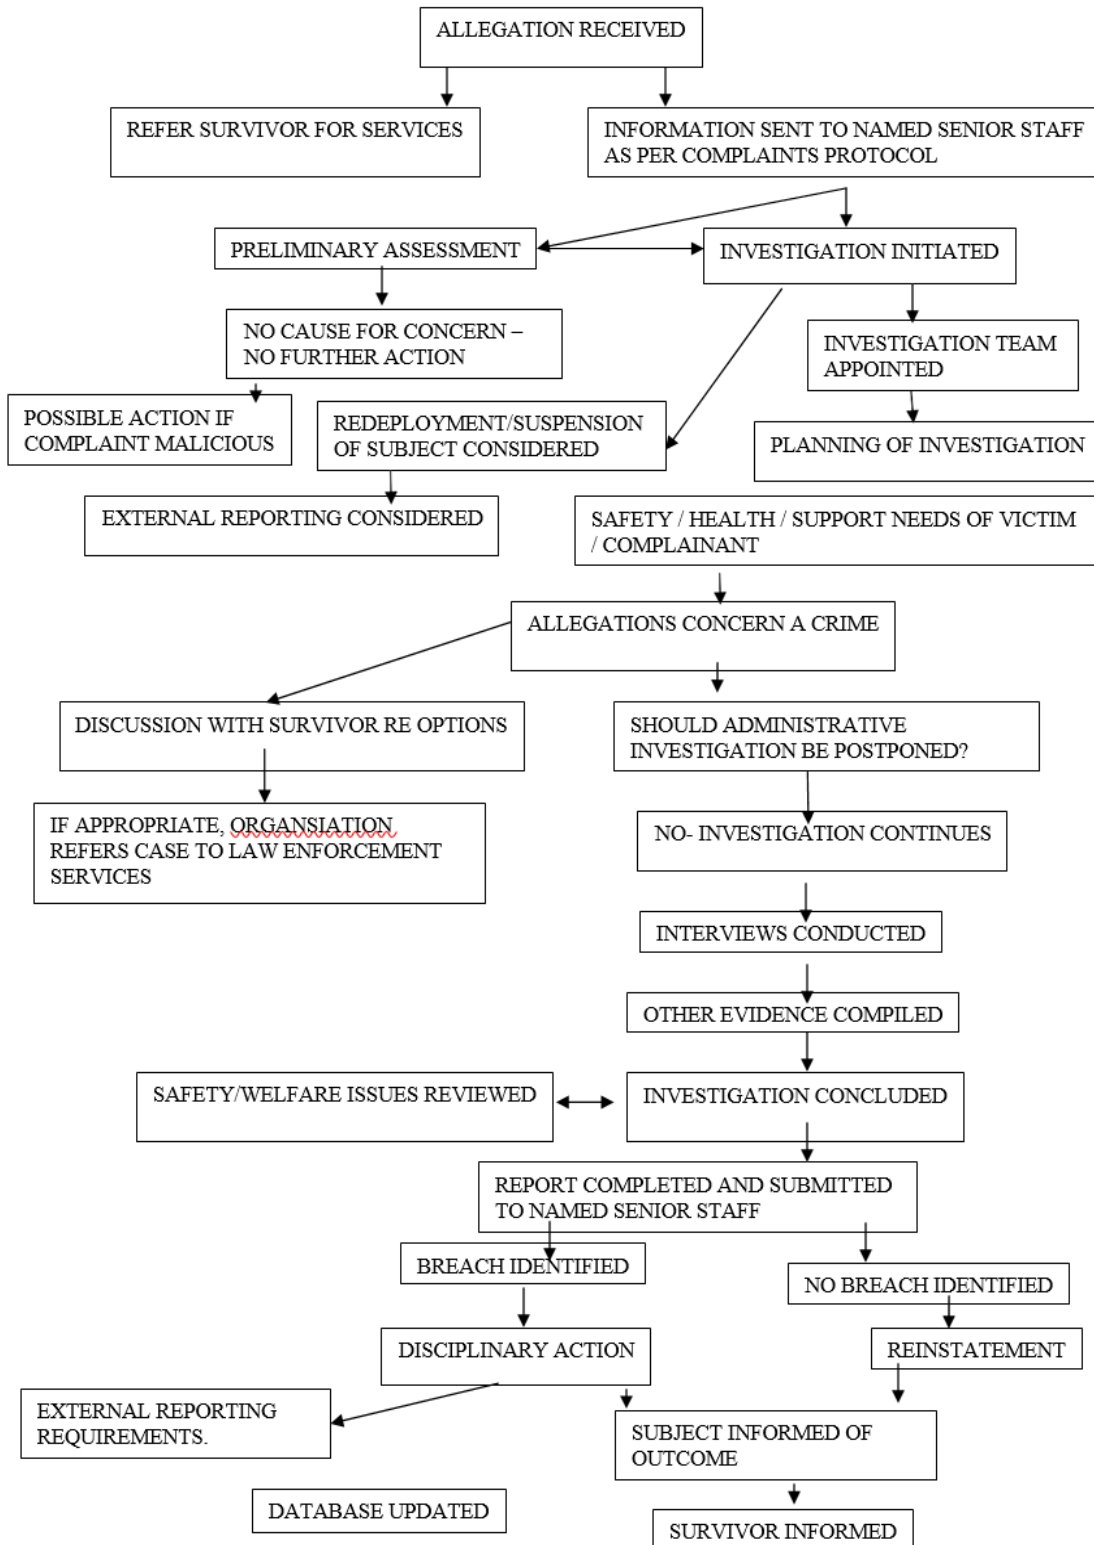 ALLEGATION RECEIVED
REFER SURVIVOR FOR SERVICES
INFORMATION SENT TO NAMED SENIOR STAFF
AS PER COMPLAINTS PROTOCOL
PRELIMINARY ASSESSMENT
INVESTIGATION INITIATED
NO CAUSE FOR CONCERN –
NO FURTHER ACTION
INVESTIGATION TEAM
APPOINTED
POSSIBLE ACTION IF
COMPLAINT MALICIOUS
REDEPLOYMENT/SUSPENSION
OF SUBJECT CONSIDERED
PLANNING OF INVESTIGATION
EXTERNAL REPORTING CONSIDERED
SAFETY / HEALTH / SUPPORT NEEDS OF VICTIM
/ COMPLAINANT
ALLEGATIONS CONCERN A CRIME
DISCUSSION WITH SURVIVOR RE OPTIONS
SHOULD ADMINISTRATIVE
INVESTIGATION BE POSTPONED?
IF APPROPRIATE, ORGANSIATION
REFERS CASE TO LAW ENFORCEMENT
SERVICES
NO- INVESTIGATION CONTINUES
INTERVIEWS CONDUCTED
OTHER EVIDENCE COMPILED
SAFETY/WELFARE ISSUES REVIEWED
INVESTIGATION CONCLUDED
REPORT COMPLETED AND SUBMITTED
TO NAMED SENIOR STAFF
BREACH IDENTIFIED
NO BREACH IDENTIFIED
DISCIPLINARY ACTION
REINSTATEMENT
EXTERNAL REPORTING
REQUIREMENTS.
SUBJECT INFORMED OF
OUTCOME
DATABASE UPDATED
SURVIVOR INFORMED